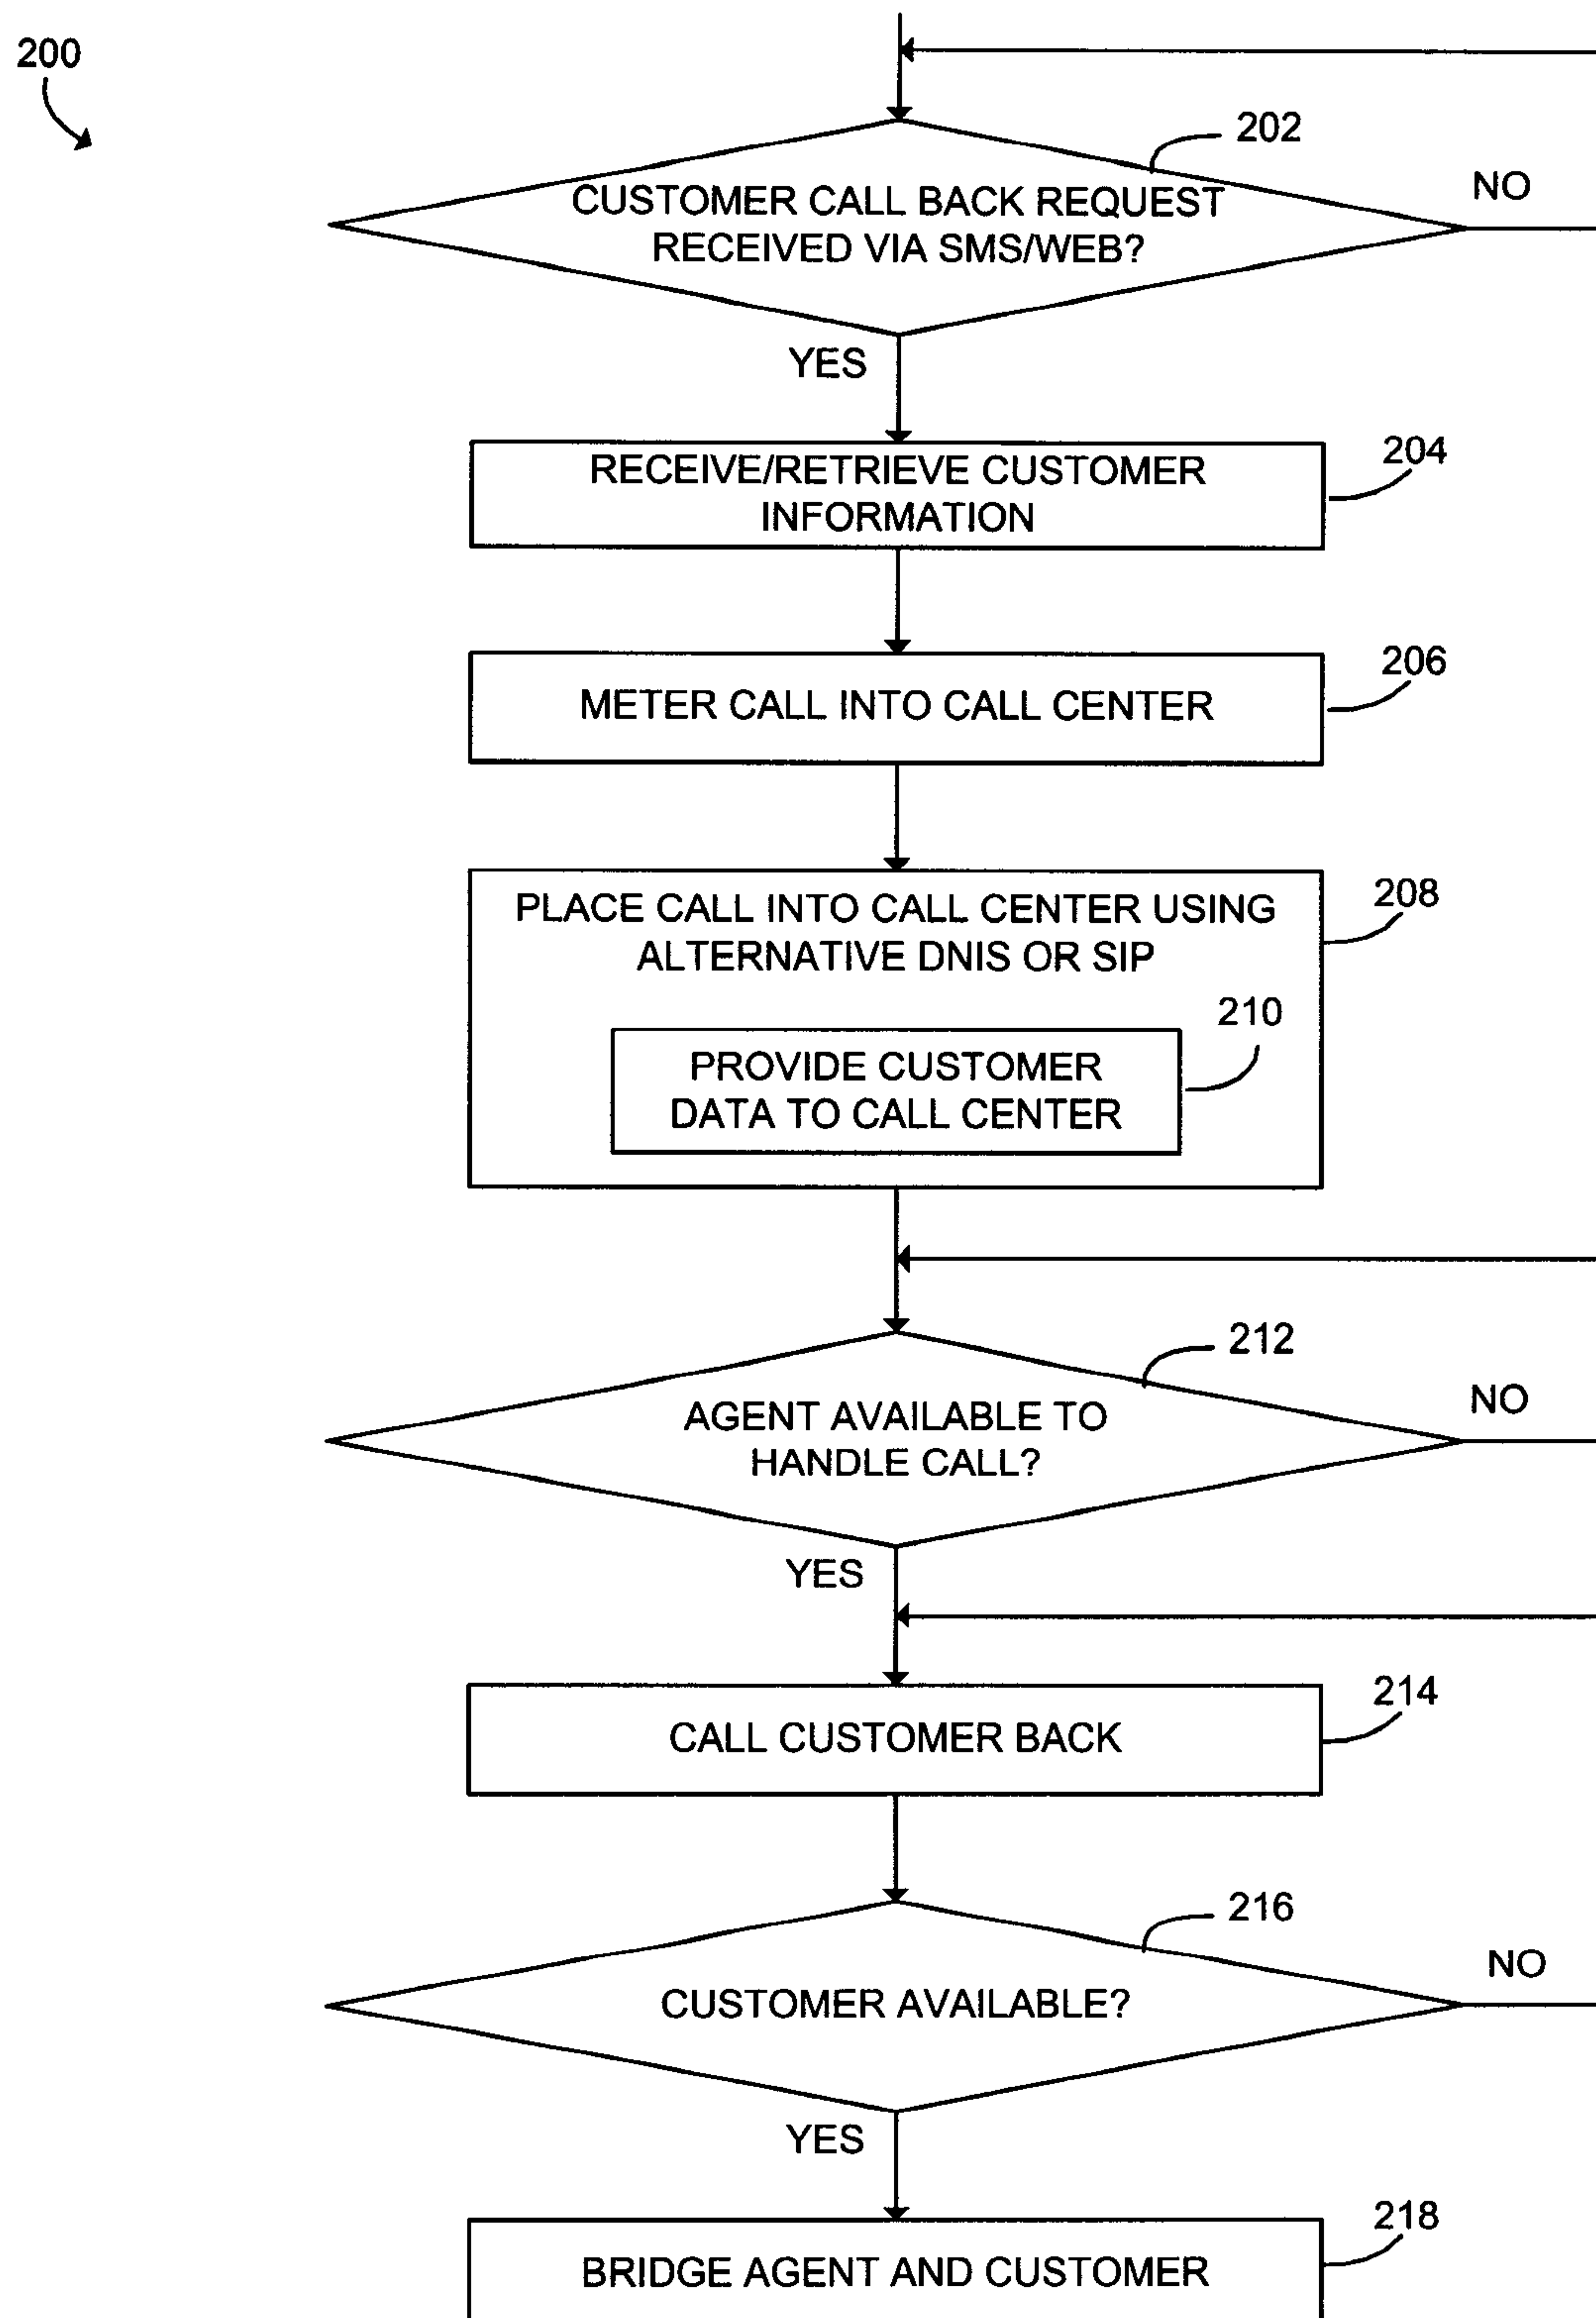 200
202
CUSTOMER CALL BACK REQUEST
RECEIVED VIA SMS/WEB?
NO
YES
RECEIVE/RETRIEVE CUSTOMER
INFORMATION
204
METER CALL INTO CALL CENTER
206
PLACE CALL INTO CALL CENTER USING
ALTERNATIVE DNIS OR SIP
208
210
PROVIDE CUSTOMER
DATA TO CALL CENTER
212
AGENT AVAILABLE TO
HANDLE CALL?
NO
YES
CALL CUSTOMER BACK
214
216
CUSTOMER AVAILABLE?
NO
YES
BRIDGE AGENT AND CUSTOMER
218